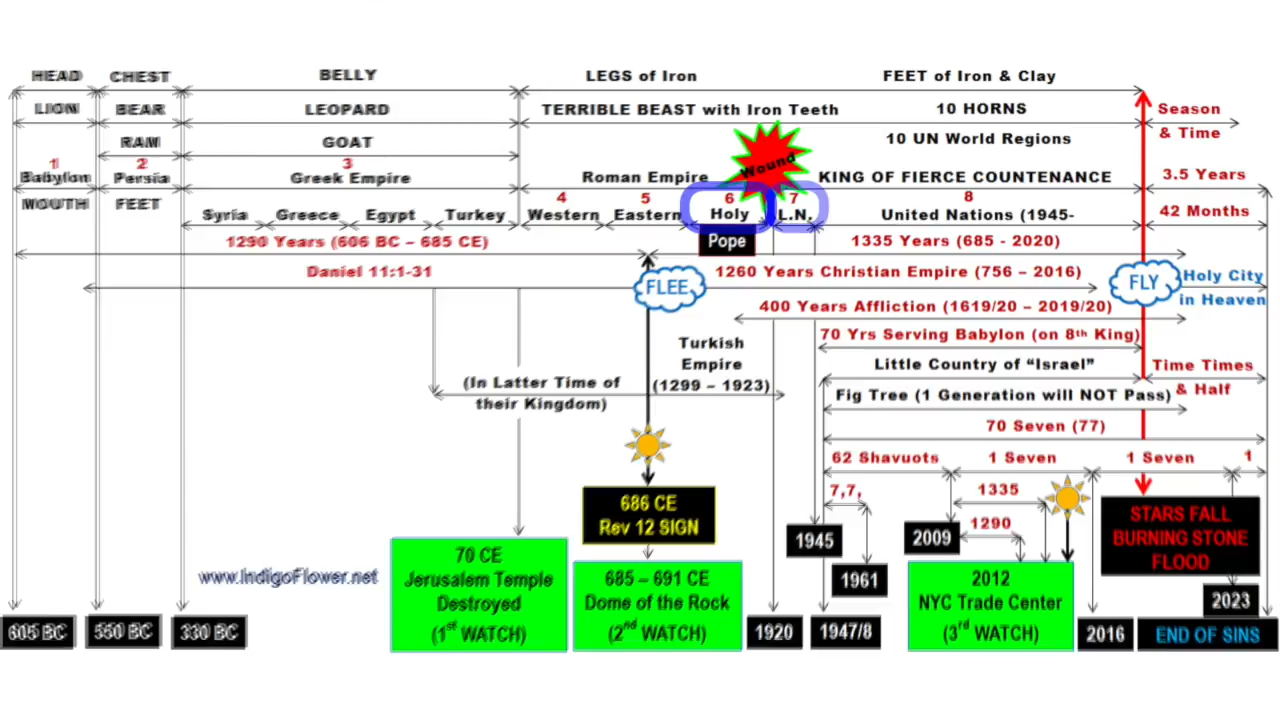 HEAD CHEST BELLY LEGS of Iron FEET of Iron & Clay
LION BEAR LEOPARD TERRIBLE BEAST with Iron Teeth 10 HORNS Season
RAM GOAT 10 UN World Regions & Time
Wound
1 2 3
Babylon Persia Greek Empire Roman Empire KING OF FIERCE COUNTENANCE 3.5 Years
MOUTH FEET 4 5 6 7 8
Syria Greece Egypt Turkey Western Eastern Holy L.N. United Nations (1945- 42 Months
1290 Years (606 BC – 685 CE) Pope 1335 Years (685 - 2020)
Daniel 11:1-31 1260 Years Christian Empire (756 – 2016)
FLEE FLY Holy City
in Heaven
400 Years Affliction (1619/20 – 2019/20)
70 Yrs Serving Babylon (on 8th King)
Turkish
Empire
(1299 – 1923)
Little Country of “Israel” Time Times
& Half
(In Latter Time of
their Kingdom)
Fig Tree (1 Generation will NOT Pass)
70 Seven (77)
62 Shavuots 1 Seven 1 Seven 1
7,7, 1335
1290
686 CE
Rev 12 SIGN
STARS FALL
BURNING STONE
FLOOD
1945 2009
1961
www.IndigoFlower.net
70 CE
Jerusalem Temple
Destroyed
(1st WATCH)
685 – 691 CE
Dome of the Rock
(2nd WATCH)
2012
NYC Trade Center
(3rd WATCH)
2023
605 BC 550 BC 330 BC 1920 1947/8 2016 END OF SINS